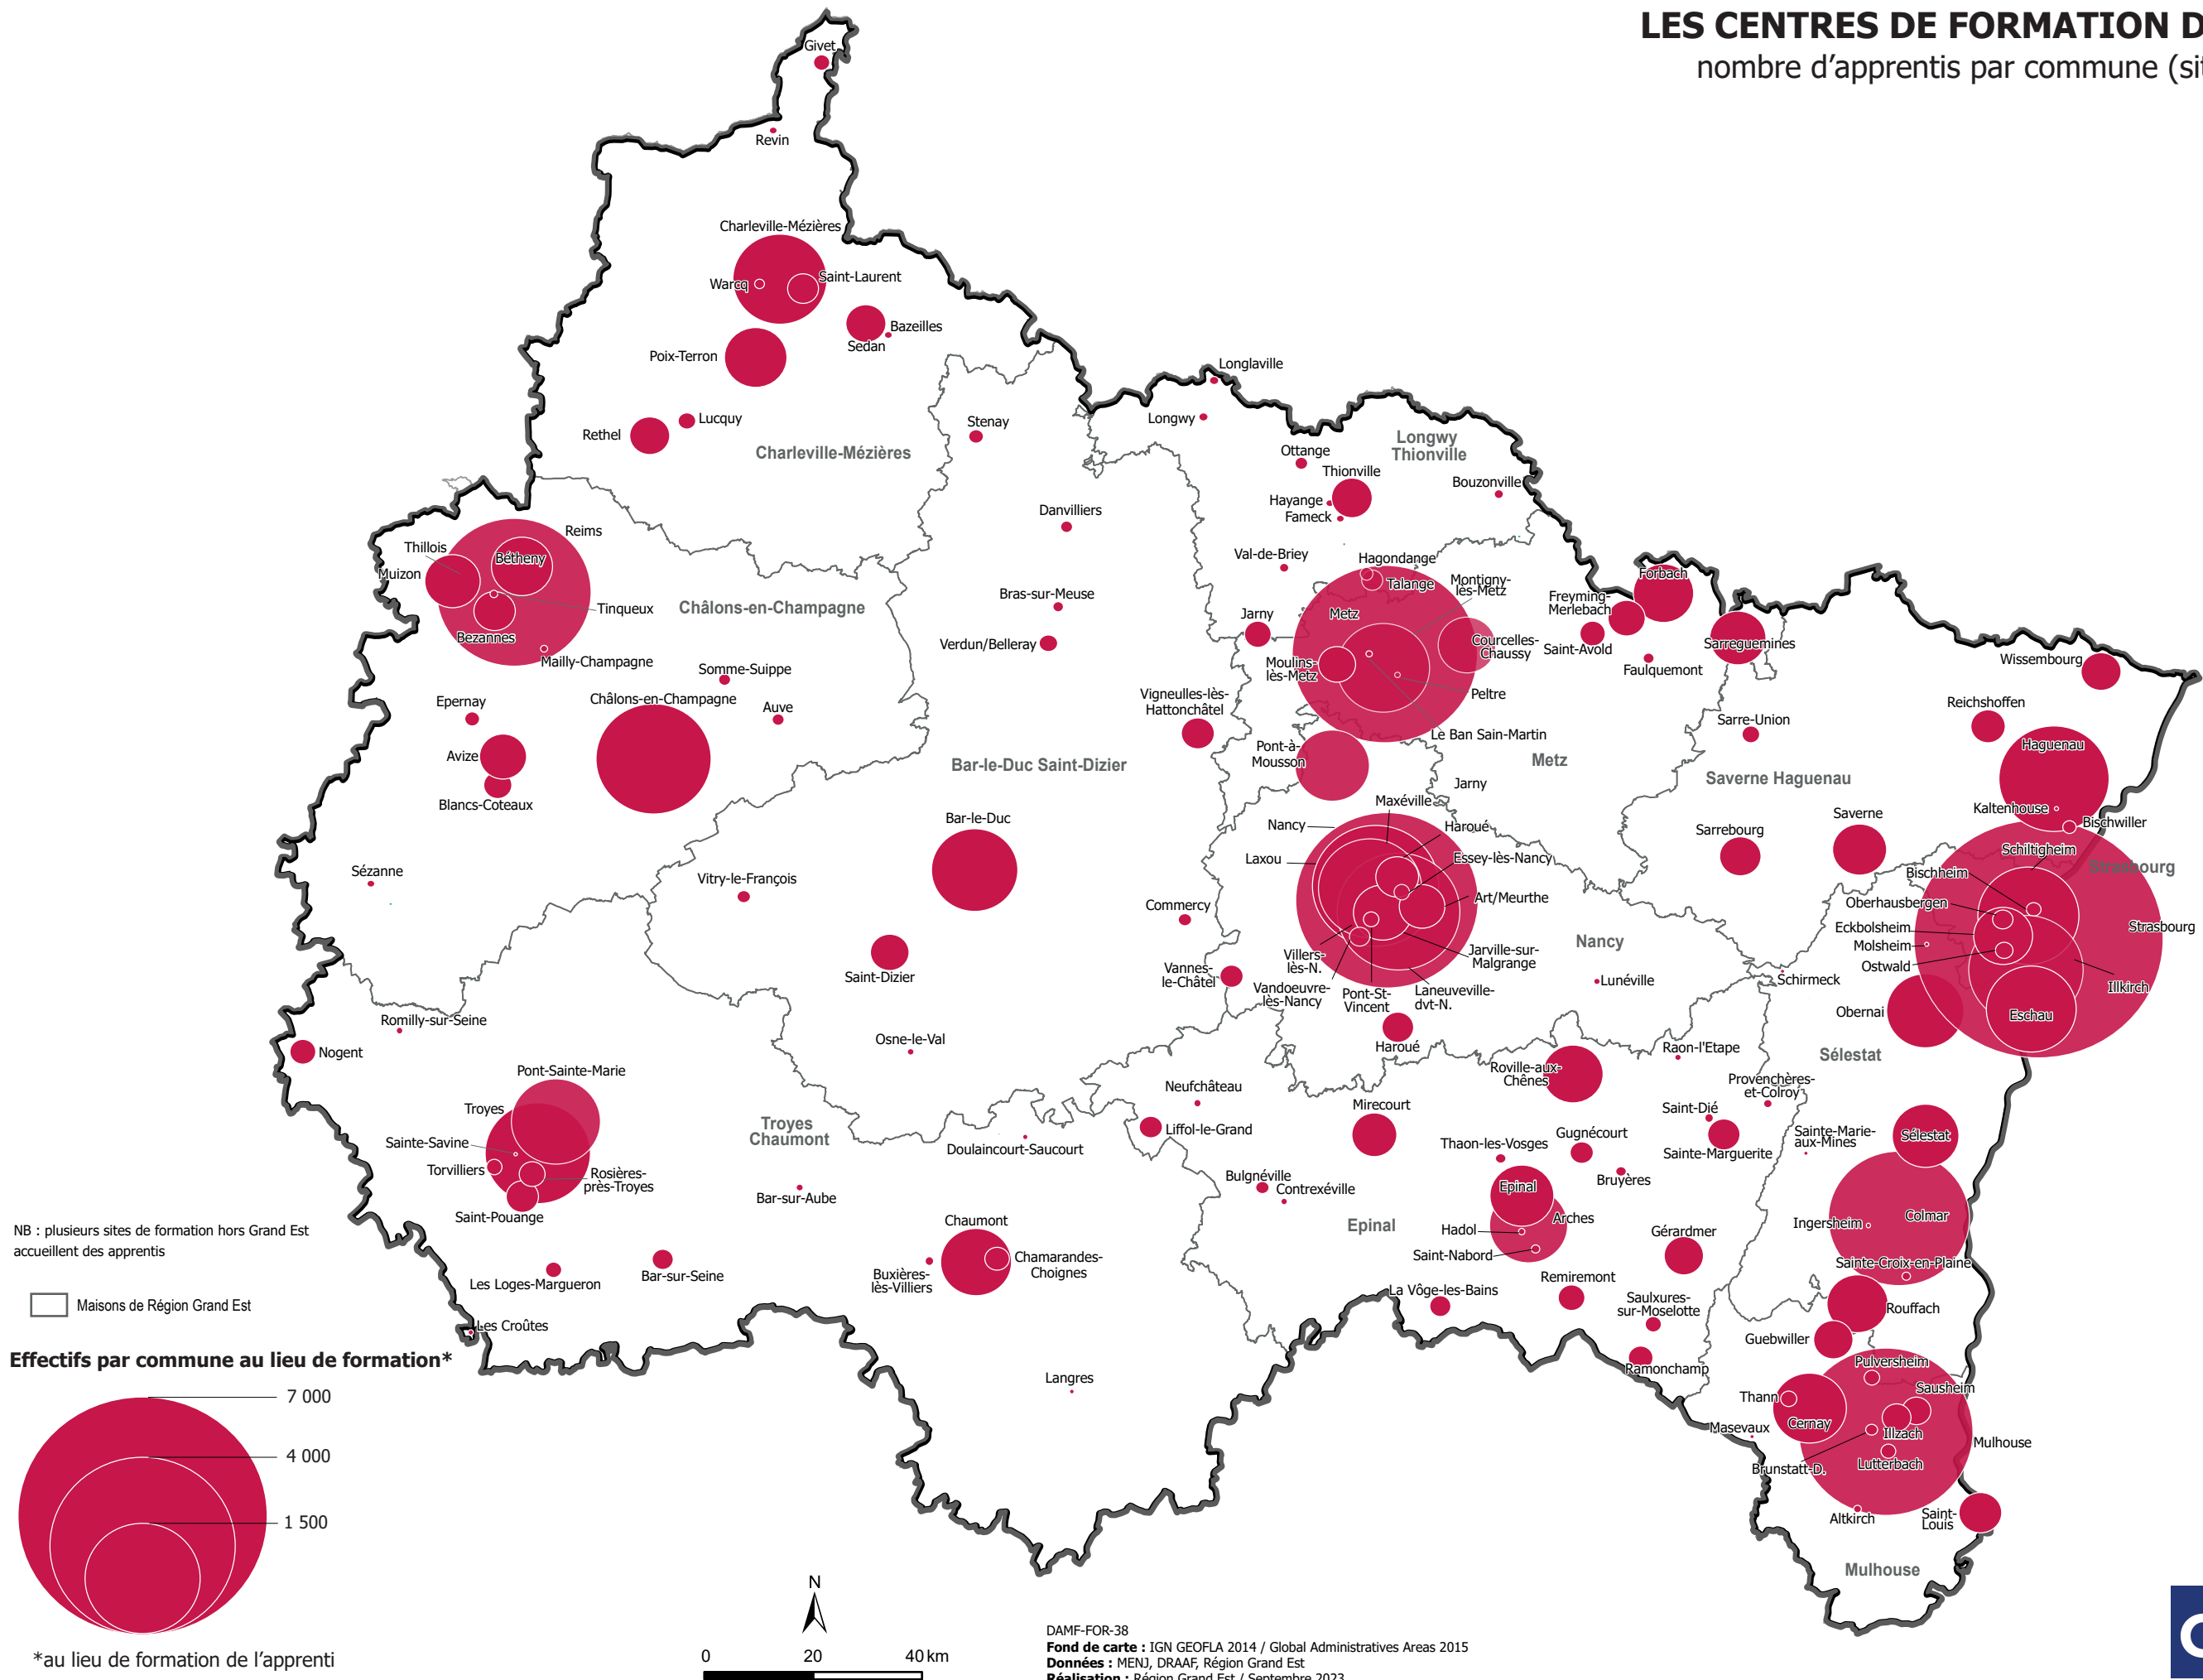 LES CENTRES DE FORMATION D
nombre d'apprentis par commune (sit
Givet
Revin
Charleville-Mézières
Warcq
Saint-Laurent
Bazeilles
Sedan
Poix-Terron
Lucquy
Rethel
Charleville-Mézières
Stenay
Longlaville
Longwy
Longwy
Thionville
Ottange
Thionville
Hayange
Fameck
Bouzonville
Danvilliers
Reims
Thillois
Bétheny
Muizon
Tinqueux
Bezannes
Mailly-Champagne
Châlons-en-Champagne
Val-de-Briey
Hagondange
Talange
Montigny-
lès-Metz
Metz
Bras-sur-Meuse
Jarny
Verdun/Belleray
Moulins-
lès-Metz
Courcelles-
Chaussy
Peltre
Le Ban Sain-Martin
Forbach
Freyming-
Merlebach
Saint-Avold
Faulquemont
Sarreguemines
Wissembourg
Somme-Suippe
Châlons-en-Champagne
Auve
Epernay
Avize
Blancs-Coteaux
Vigneulles-lès-
Hattonchâtel
Pont-à-
Mousson
Bar-le-Duc Saint-Dizier
Metz
Jarny
Sarre-Union
Reichshoffen
Haguenau
Saverne Haguenau
Kaltenhouse
Bischwiller
Sarrebourg
Saverne
Schiltigheim
Bischheim
Strasbourg
Oberhausbergen
Eckbolsheim
Molsheim
Ostwald
Strasbourg
Illkirch
Obernai
Eschau
Sézanne
Bar-le-Duc
Vitry-le-François
Commercy
Saint-Dizier
Vannes-
le-Châtel
Maxéville
Nancy
Haroué
Laxou
Essey-lès-Nancy
Art/Meurthe
Nancy
Villers-
lès-N.
Jarville-sur-
Malgrange
Vandoeuvre-
lès-Nancy
Pont-St-
Vincent
Laneuveville-
dvt-N.
Haroué
Lunéville
Schirmeck
Romilly-sur-Seine
Nogent
Osne-le-Val
Sélestat
Pont-Sainte-Marie
Troyes
Sainte-Savine
Torvilliers
Rosières-
près-Troyes
Saint-Pouange
Troyes
Chaumont
Neufchâteau
Liffol-le-Grand
Doulaincourt-Saucourt
Mirecourt
Roville-aux-
Chênes
Raon-l'Etape
Provenchères-
et-Colroy
Saint-Dié
Sainte-Marguerite
Sainte-Marie-
aux-Mines
Sélestat
Thaon-les-Vosges
Gugnécourt
Bruyères
Bulgnéville
Contrexéville
Epinal
Epinal
Arches
Hadol
Saint-Nabord
Bar-sur-Aube
Chaumont
Chamarandes-
Choignes
Buxières-
lès-Villiers
Gérardmer
Ingersheim
Colmar
Sainte-Croix-en-Plaine
NB : plusieurs sites de formation hors Grand Est
accueillent des apprentis
Les Loges-Margueron
Bar-sur-Seine
Remiremont
La Vôge-les-Bains
Saulxures-
sur-Moselotte
Ramonchamp
Rouffach
Guebwiller
Maisons de Région Grand Est
Les Croûtes
Effectifs par commune au lieu de formation*
7 000
4 000
1 500
*au lieu de formation de l'apprenti
Langres
Pulversheim
Thann
Sausheim
Cernay
Masevaux
Illzach
Mulhouse
Brunstatt-D.
Lutterbach
Altkirch
Saint-
Louis
Mulhouse
N
0 20 40 km
DAMF-FOR-38
Fond de carte : IGN GEOFLA 2014 / Global Administratives Areas 2015
Données : MENJ, DRAAF, Région Grand Est
Réalisation : Région Grand Est / Septembre 2023